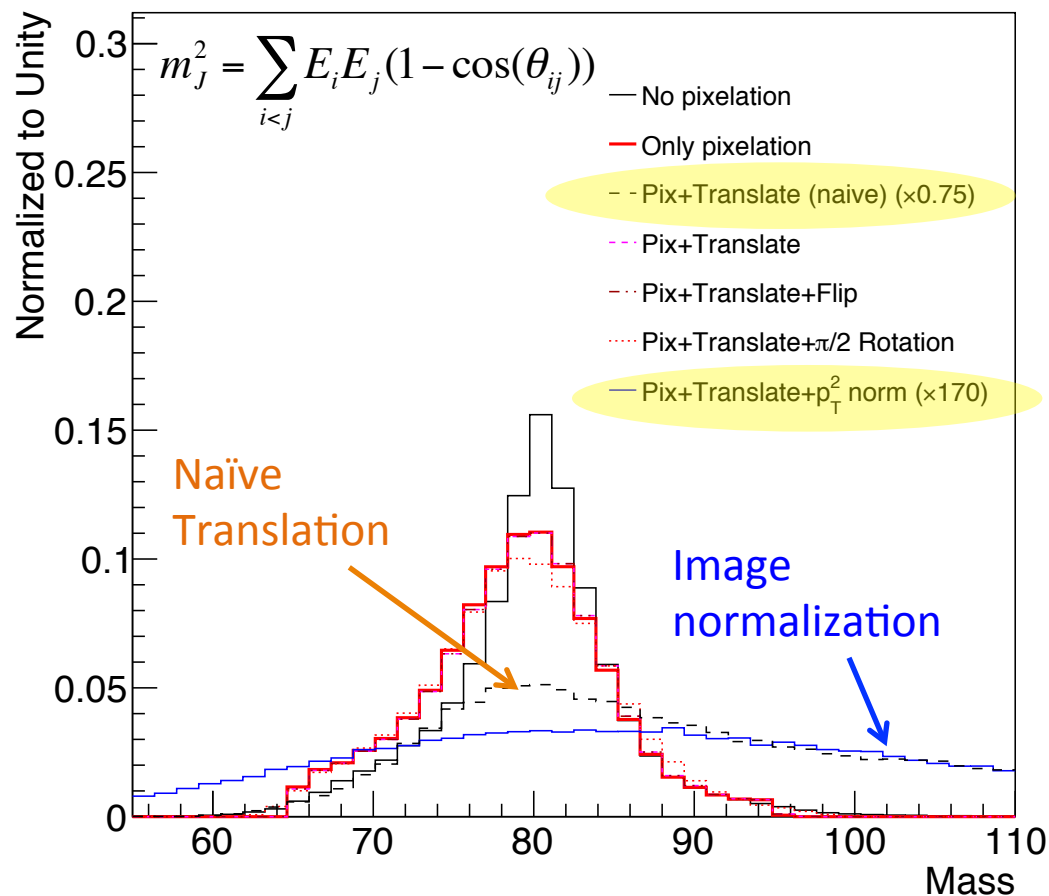 Normalized to Unity
0.3
0.25
0.2
0.15
0.1
0.05
0
m_J^2 = ∑_{i<j} E_i E_j (1 − cos(θ_{ij}))
No pixelation
Only pixelation
Pix+Translate (naive) (×0.75)
Pix+Translate
Pix+Translate+Flip
Pix+Translate+π/2 Rotation
Pix+Translate+p_T^2 norm (×170)
Naïve
Translation
Image
normalization
60 70 80 90 100 110
Mass